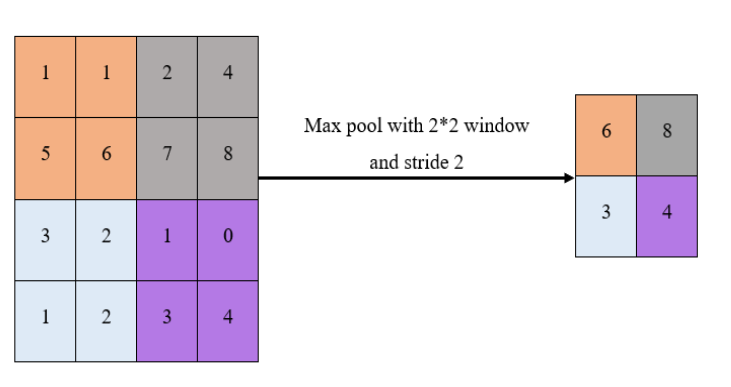 1 1 2 4
5 6 7 8
3 2 1 0
1 2 3 4
Max pool with 2*2 window
and stride 2
6 8
3 4